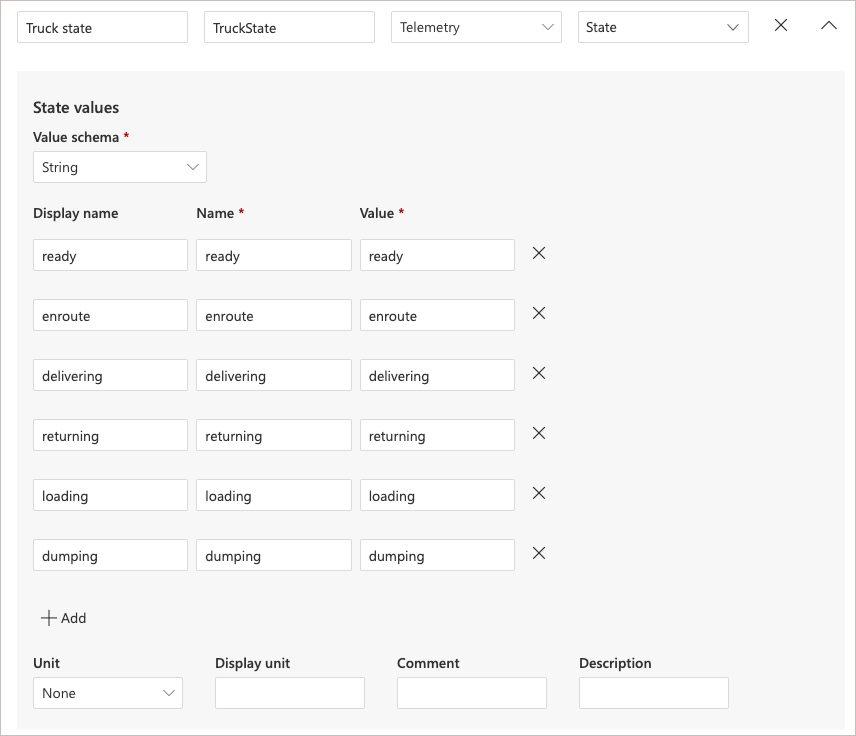 Truck state TruckState Telemetry State
State values
Value schema *
String
Display name Name * Value *
ready ready ready
enroute enroute enroute
delivering delivering delivering
returning returning returning
loading loading loading
dumping dumping dumping
Add
Unit Display unit Comment Description
None